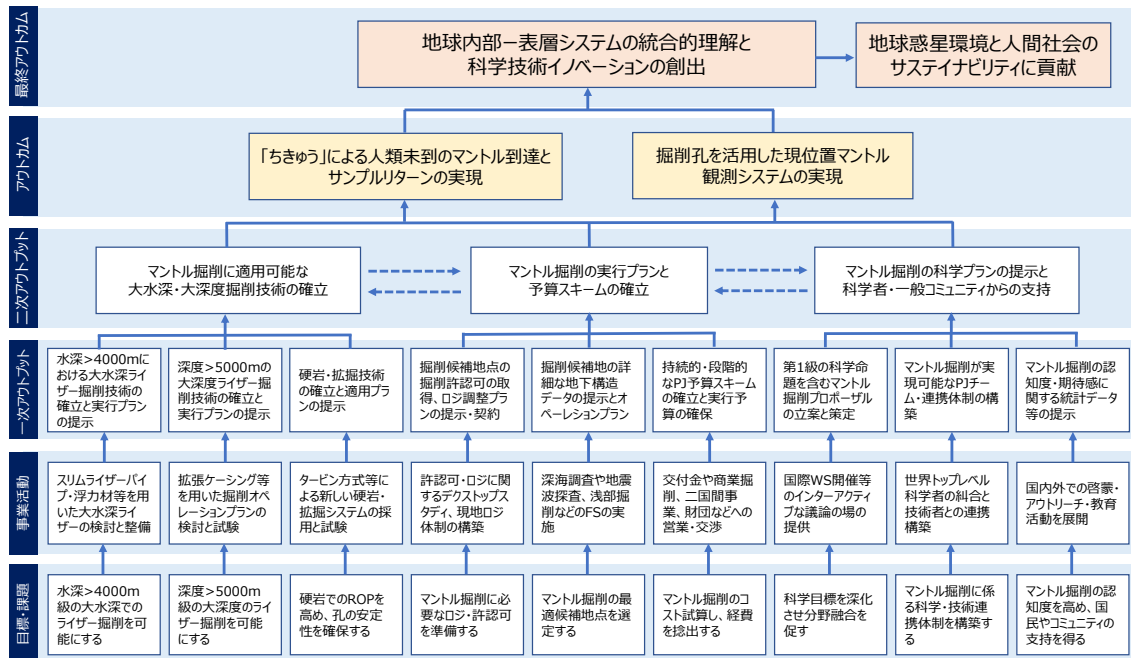 最終アウトカム
地球内部−表層システムの統合的理解と
科学技術イノベーションの創出
地球惑星環境と人間社会の
サステイナビリティに貢献
アウトカム
「ちきゅう」による人類未到のマントル到達と
サンプルリターンの実現
掘削孔を活用した現位置マントル
観測システムの実現
二次アウトプット
マントル掘削に適用可能な
大水深・大深度掘削技術の確立
マントル掘削の実行プランと
予算スキームの確立
マントル掘削の科学プランの提示と
科学者・一般コミュニティからの支持
一次アウトプット
水深>4000mに
おける大水深ライ
ザー掘削技術の
確立と実行プラン
の提示
深度>5000mの
大深度ライザー掘
削技術の確立と
実行プランの提示
硬岩・拡掘技術
の確立と適用プ
ランの提示
掘削候補地点の
掘削許認可の取
得、ロジ調整プラ
ンの提示・契約
掘削候補地の詳
細な地下構造
データの提示とオ
ペレーションプラン
持続的・段階的
なPJ予算スキーム
の確立と実行予
算の確保
第1級の科学命
題を含むマントル
掘削プロポーザル
の立案と策定
マントル掘削が実
現可能なPJチー
ム・連携体制の構
築
マントル掘削の認
知度・期待感に
関する統計データ
等の提示
事業活動
スリムライザーパイ
プ・浮力材等を用
いた大水深ライ
ザーの検討と整備
拡張ケーシング等
を用いた掘削オペ
レーションプランの
検討と試験
タービン方式等に
よる新しい硬岩・
拡掘システムの採
用と試験
許認可・ロジに関
するデクストップス
タディ、現地ロジ
体制の構築
深海調査や地震
波探査、浅部掘
削などのFSの実
施
交付金や商業掘
削、二国間事
業、財団などへの
営業・交渉
国際WS開催等
のインターアクティ
ブな議論の場の
提供
世界トップレベル
科学者の糾合と
技術者との連携
構築
国内外での啓蒙・
アウトリーチ・教育
活動を展開
目標・課題
水深>4000m
級の大水深での
ライザー掘削を可
能にする
深度>5000m
級の大深度のライ
ザー掘削を可能
にする
硬岩でのROPを
高め、孔の安定
性を確保する
マントル掘削に必
要なロジ・許認可
を準備する
マントル掘削の最
適候補地点を選
定する
マントル掘削のコ
スト試算し、経費
を捻出する
科学目標を深化
させ分野融合を
促す
マントル掘削に係
る科学・技術連
携体制を構築す
る
マントル掘削の認
知度を高め、国
民やコミュニティの
支持を得る